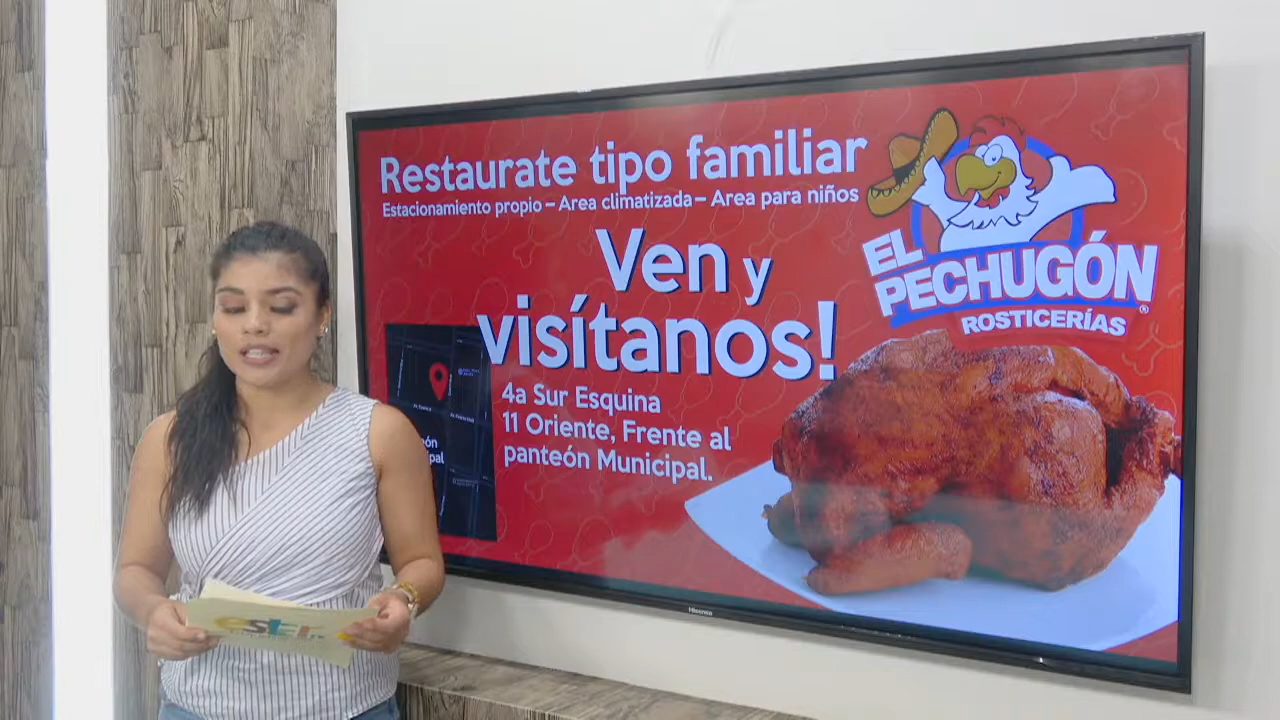 Restaurate tipo familiar
Estacionamiento propio – Area climatizada – Area para niños
Ven y
visítanos!
4a Sur Esquina
11 Oriente, Frente al
panteón Municipal.
EL
PECHUGÓN
ROSTICERÍAS
Hisense